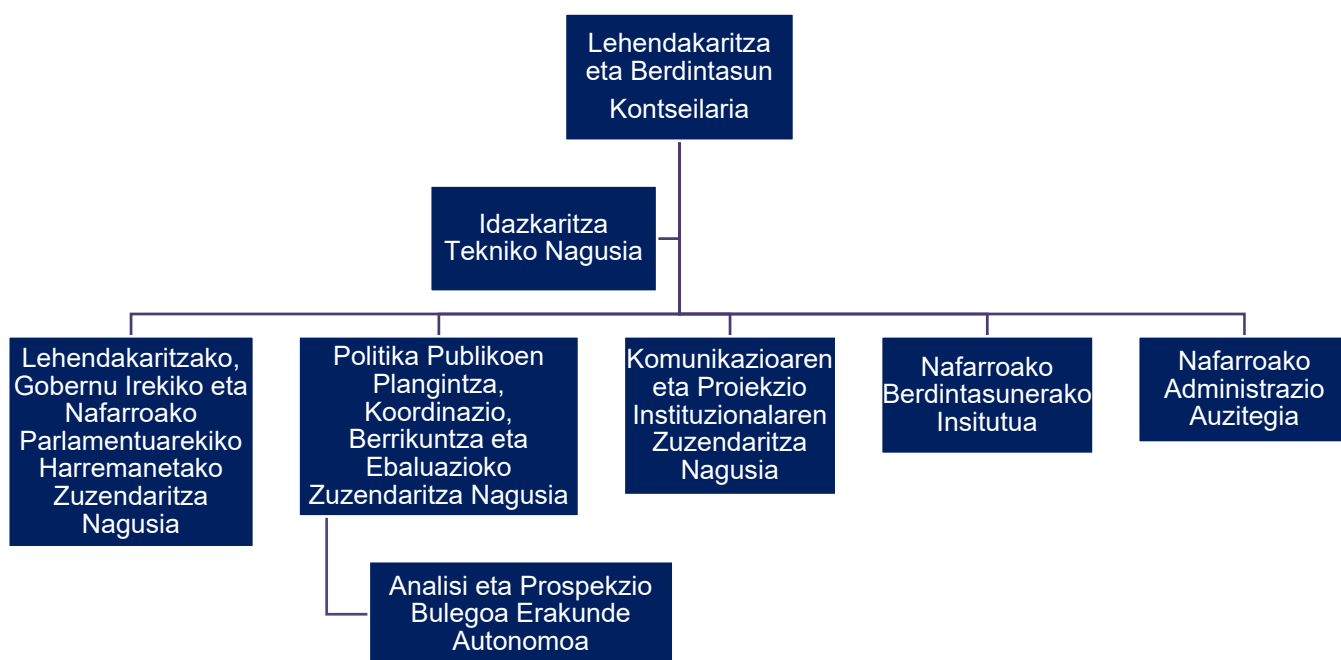 Lehendakaritza
eta Berdintasun
Kontseilaria
Idazkaritza
Tekniko Nagusia
Lehendakaritzako,
Gobernu Irekiko eta
Nafarroako
Parlamentuarekiko
Harremanetako
Zuzendaritza
Nagusia
Politika Publikoen
Plangintza,
Koordinazio,
Berrikuntza eta
Ebaluazioko
Zuzendaritza Nagusia
Komunikazioaren
eta Proiekzio
Instituzionalaren
Zuzendaritza
Nagusia
Nafarroako
Berdintasunerako
Insitutua
Nafarroako
Administrazio
Auzitegia
Analisi eta Prospekzio
Bulegoa Erakunde
Autonomoa